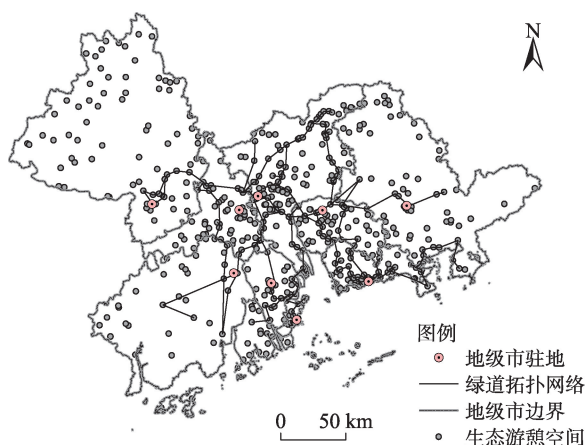 N
图例
地级市驻地
绿道拓扑网络
地级市边界
生态游憩空间
0 50 km